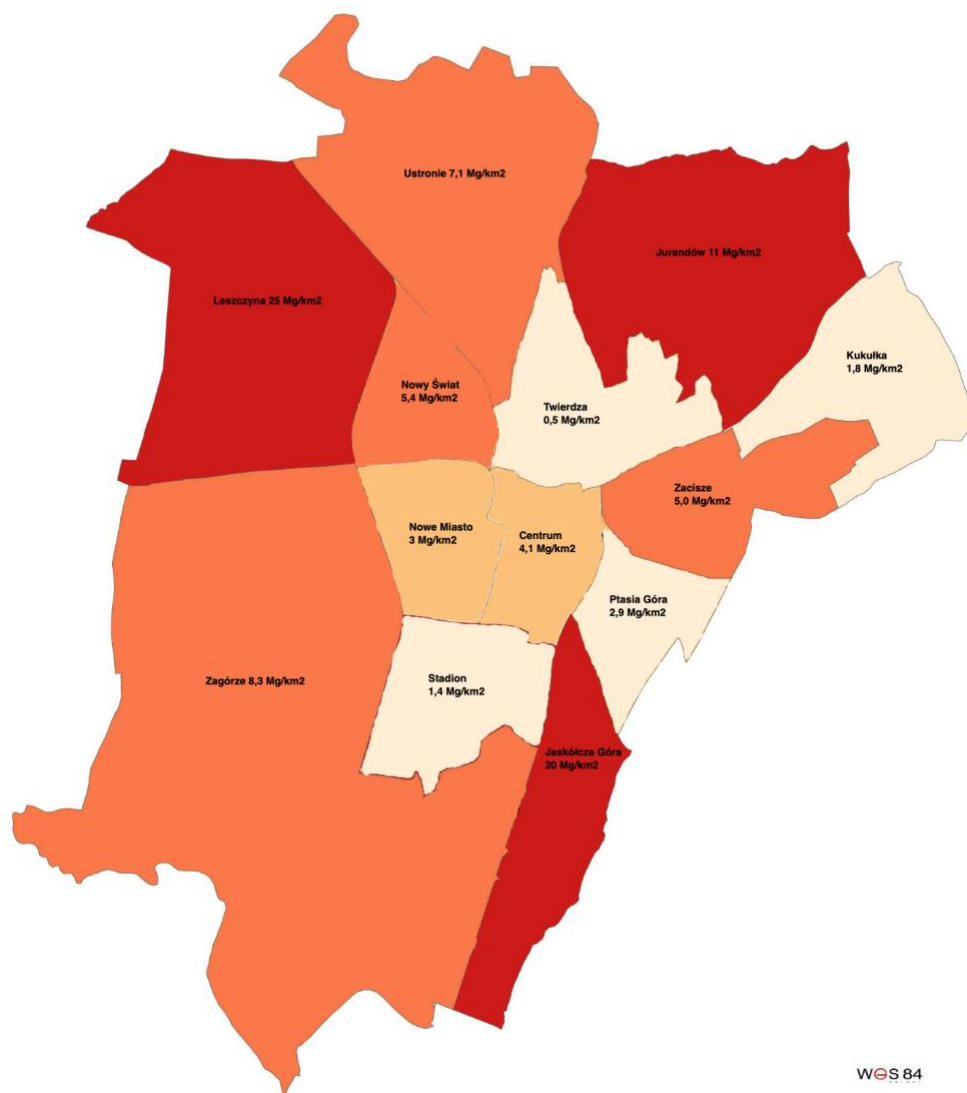 Ustronie 7,1 Mg/km2
Jurandów 11 Mg/km2
Leszczyna 25 Mg/km2
Kukułka
1,8 Mg/km2
Nowy Świat
5,4 Mg/km2
Twierdza
0,5 Mg/km2
Zacisze
5,0 Mg/km2
Nowe Miasto
3 Mg/km2
Centrum
4,1 Mg/km2
Ptasia Góra
2,9 Mg/km2
Zagórze 8,3 Mg/km2
Stadion
1,4 Mg/km2
Jaskółcza Góra
20 Mg/km2
WGS 84